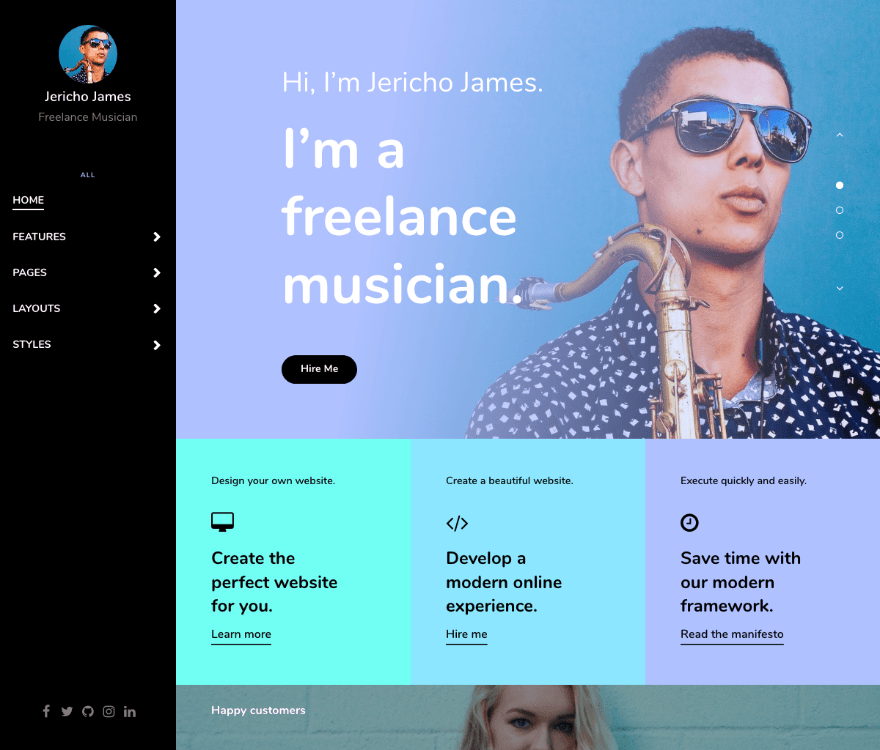 Jericho James
Freelance Musician
ALL
HOME
FEATURES
PAGES
LAYOUTS
STYLES
Hi, I'm Jericho James.
I'm a
freelance
musician.
Hire Me
Design your own website.
Create the
perfect website
for you.
Learn more
Create a beautiful website.
Develop a
modern online
experience.
Hire me
Execute quickly and easily.
Save time with
our modern
framework.
Read the manifesto
Happy customers